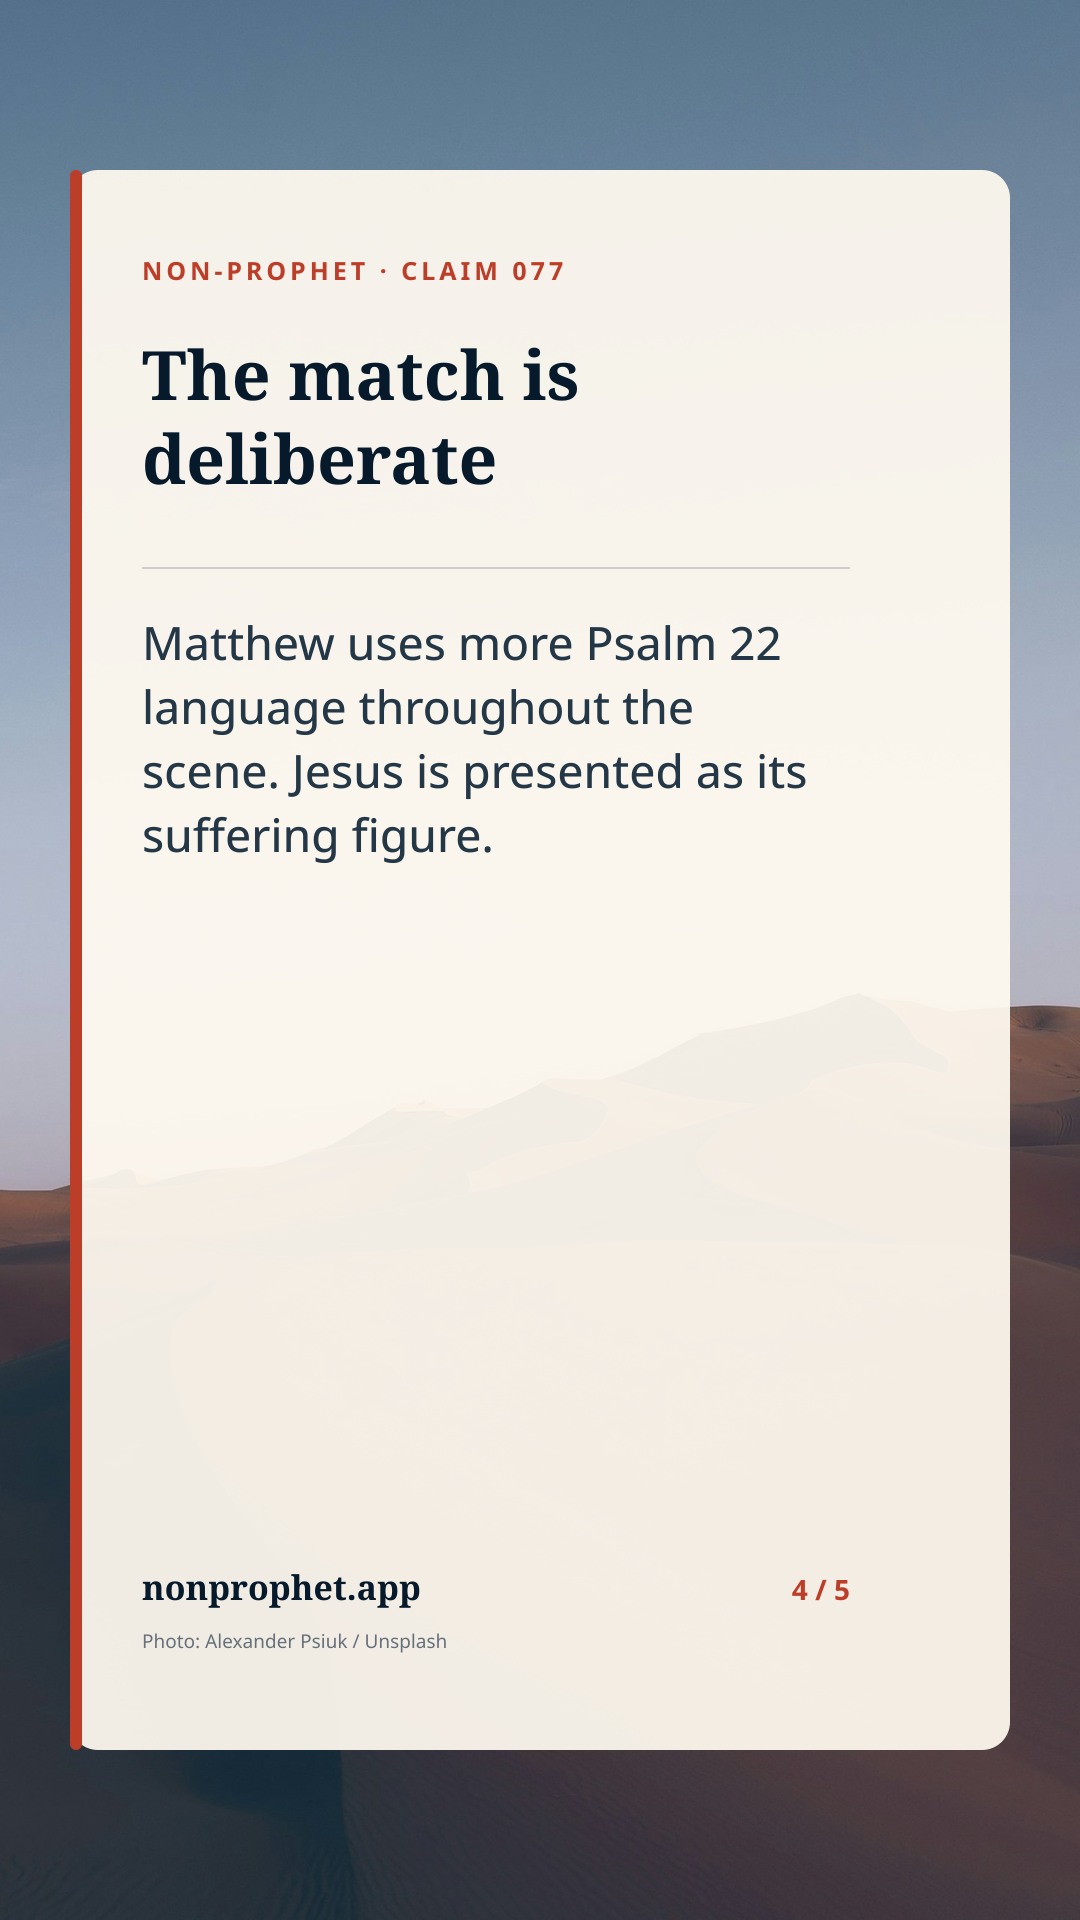 NON-PROPHET · CLAIM 077
The match is
deliberate
Matthew uses more Psalm 22
language throughout the
scene. Jesus is presented as its
suffering figure.
nonprophet.app
4 / 5
Photo: Alexander Psiuk / Unsplash